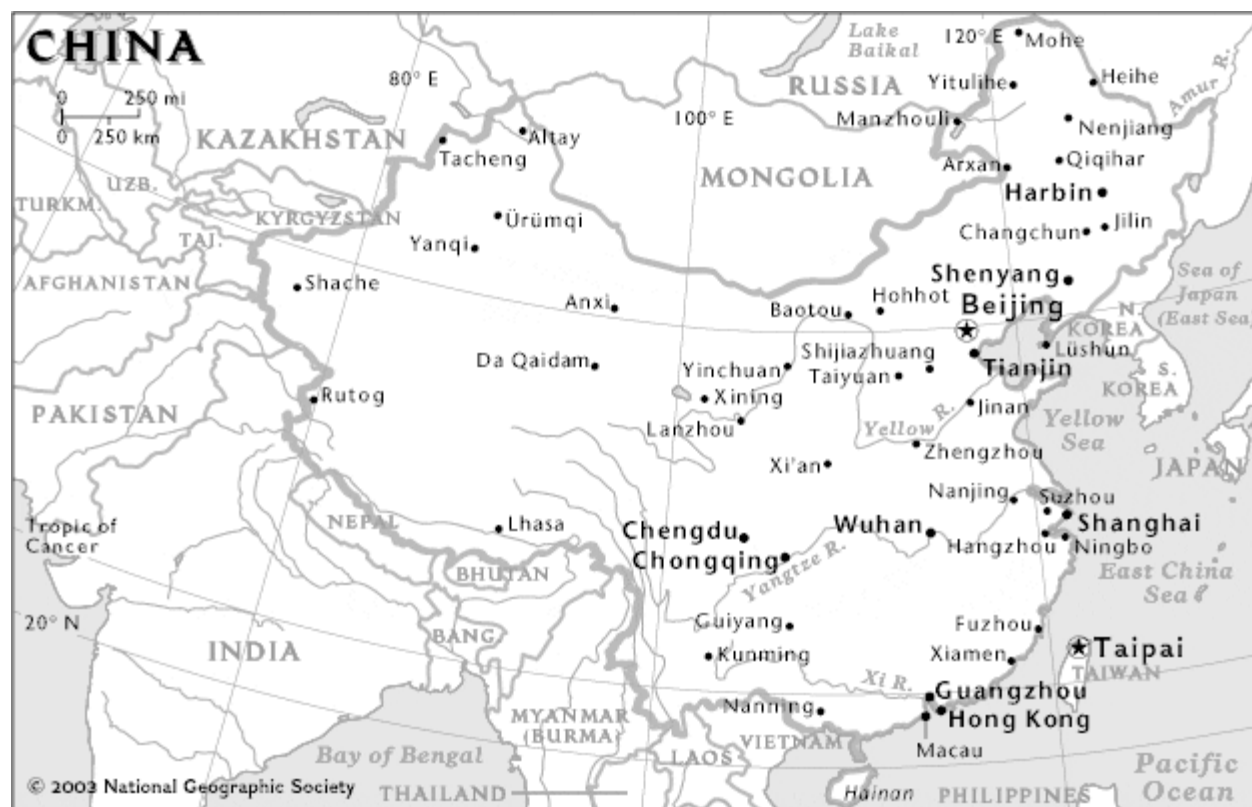 CHINA
0 250 mi
0 250 km
80° E
100° E
120° E
Lake
Baikal
RUSSIA
Mohe
Yitulihe
Heihe
Amur R.
Manzhouli
Nenjiang
KAZAKHSTAN
Altay
Tacheng
MONGOLIA
Arxan
Qiqihar
UZB.
Harbin
TURKM.
KYRGYZSTAN
Ürümqi
Jilin
TAJ.
Yanqi
Changchun
AFGHANISTAN
Shache
Shenyang
Sea of
Japan
(East Sea)
Anxi
Baotou
Hohhot
Beijing
N.
KOREA
Lüshun
Da Qaidam
Yinchuan
Shijiazhuang
Taiyuan
Tianjin
S.
KOREA
PAKISTAN
Rutog
Xining
Jinan
Lanzhou
Yellow R.
Yellow
Sea
Zhengzhou
Xi'an
JAPAN
Nanjing
Suzhou
Tropic of
Cancer
NEPAL
Lhasa
Chengdu
Wuhan
Shanghai
Chongqing
Hangzhou
Ningbo
BHUTAN
Yangtze R.
East China
Sea
20° N
INDIA
BANG.
Guiyang
Fuzhou
Kunming
Xiamen
Taipai
TAIWAN
Xi R.
Guangzhou
Nanning
Hong Kong
MYANMAR
(BURMA)
Macau
Bay of Bengal
LAOS
VIETNAM
Pacific
Ocean
© 2003 National Geographic Society
THAILAND
Hainan
PHILIPPINES